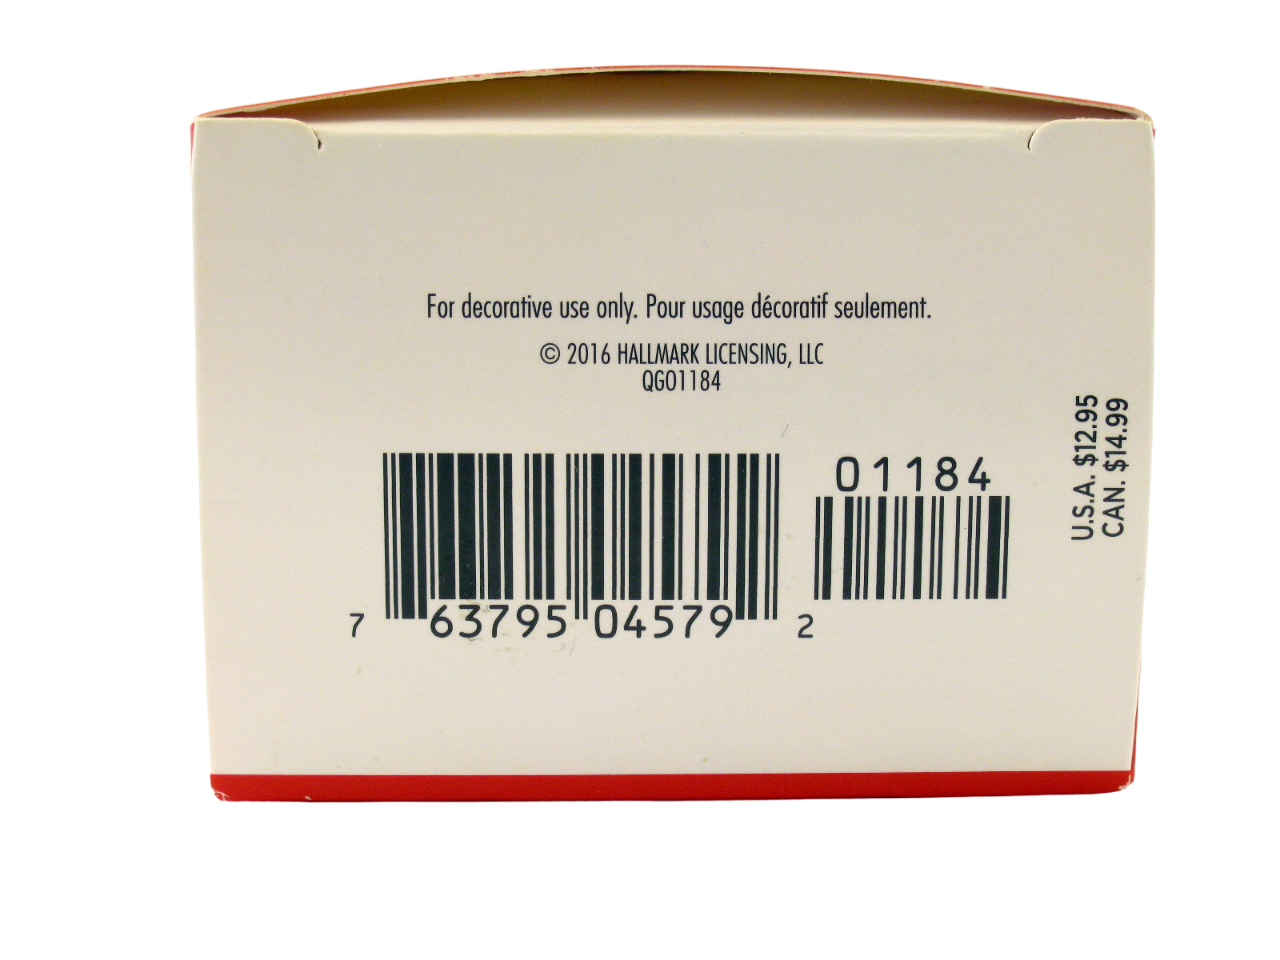 For decorative use only. Pour usage décoratif seulement.
© 2016 HALLMARK LICENSING, LLC
QGO1184
U.S.A. $12.95
CAN. $14.99
01184
7 63795 04579 2